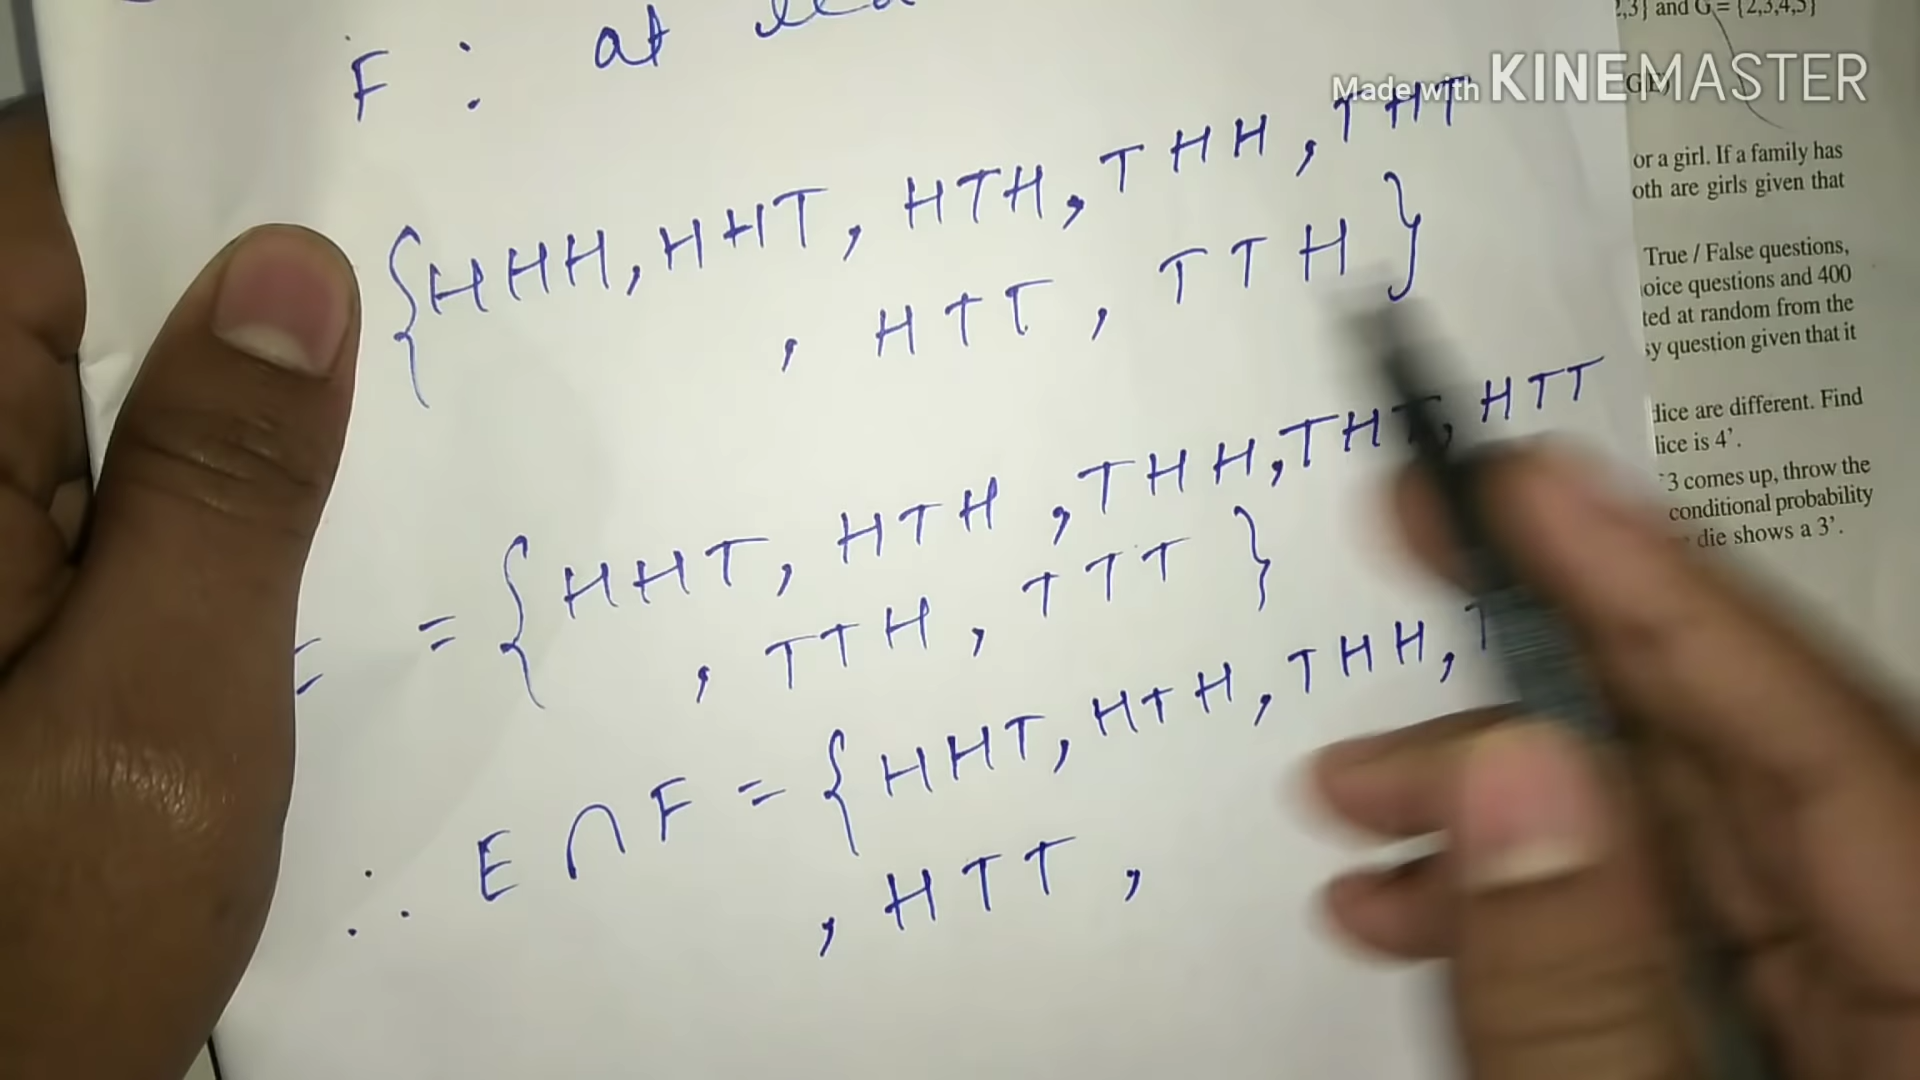 F : at
Made with KINEMASTER
{HHH, HHT, HTH, THH, THT
, HTT, TTH}
= {HHT, HTH, THH, THT, HTT
, TTH, TTT}
∴ E ∩ F = {HHT, HTH, THH, T
, HTT,
,3} and G = {2,3,4,5}
or a girl. If a family has
oth are girls given that
True / False questions,
oice questions and 400
ted at random from the
sy question given that it
dice are different. Find
lice is 4’.
3 comes up, throw the
conditional probability
die shows a 3’.